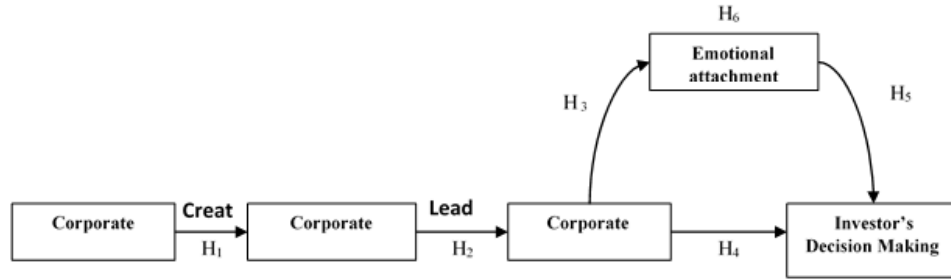 H6
Emotional
attachment
H3
H5
Corporate
Creat
H1
Corporate
Lead
H2
Corporate
H4
Investor's
Decision Making